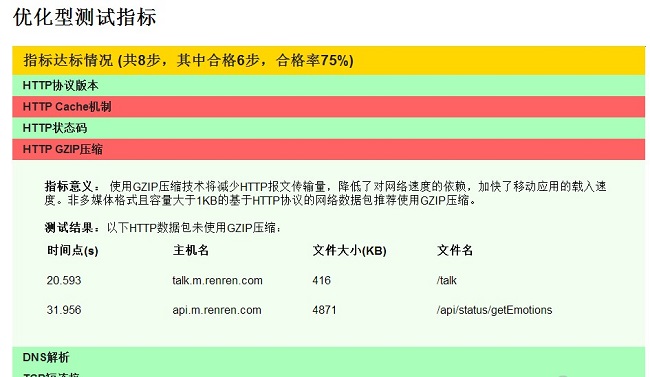 优化型测试指标
指标达标情况 (共8步，其中合格6步，合格率75%)
HTTP协议版本
HTTP Cache机制
HTTP状态码
HTTP GZIP压缩
指标意义： 使用GZIP压缩技术将减少HTTP报文传输量，降低了对网络速度的依赖，加快了移动应用的载入速
度。非多媒体格式且容量大于1KB的基于HTTP协议的网络数据包推荐使用GZIP压缩。
测试结果：以下HTTP数据包未使用GZIP压缩：
时间点(s) 主机名 文件大小(KB) 文件名
20.593 talk.m.renren.com 416 /talk
31.956 api.m.renren.com 4871 /api/status/getEmotions
DNS解析
TCP短连接